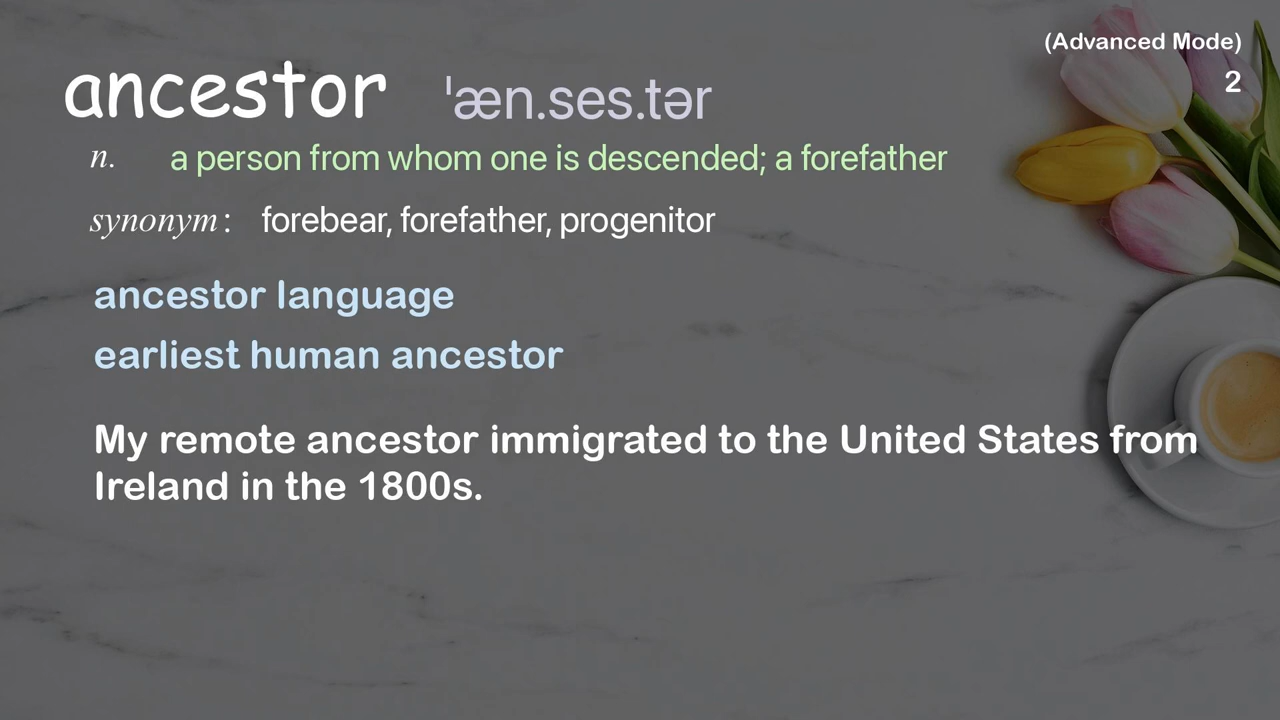 (Advanced Mode)
2
ancestor ˈæn.ses.tər
n. a person from whom one is descended; a forefather
synonym: forebear, forefather, progenitor
ancestor language
earliest human ancestor
My remote ancestor immigrated to the United States from
Ireland in the 1800s.